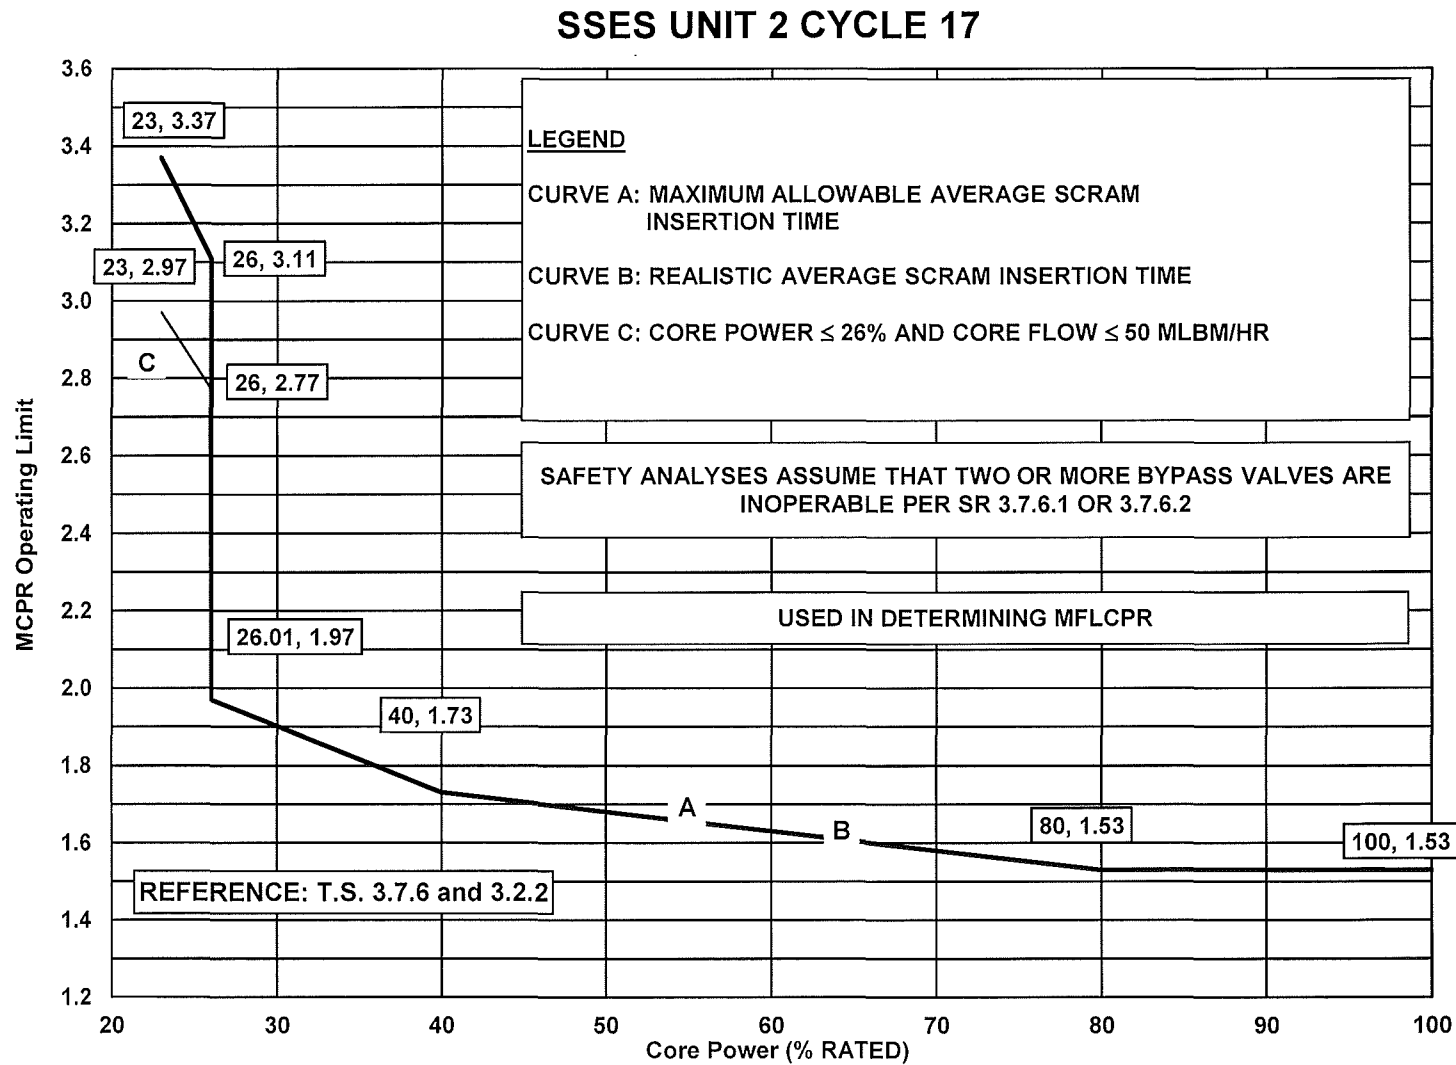 SSES UNIT 2 CYCLE 17
3.6
3.4
3.2
3.0
2.8
2.6
2.4
2.2
2.0
1.8
1.6
1.4
1.2
MCPR Operating Limit
23, 3.37
23, 2.97
26, 3.11
C
26, 2.77
26.01, 1.97
40, 1.73
A
B
80, 1.53
100, 1.53
LEGEND
CURVE A: MAXIMUM ALLOWABLE AVERAGE SCRAM
INSERTION TIME
CURVE B: REALISTIC AVERAGE SCRAM INSERTION TIME
CURVE C: CORE POWER ≤ 26% AND CORE FLOW ≤ 50 MLBM/HR
SAFETY ANALYSES ASSUME THAT TWO OR MORE BYPASS VALVES ARE
INOPERABLE PER SR 3.7.6.1 OR 3.7.6.2
USED IN DETERMINING MFLCPR
REFERENCE: T.S. 3.7.6 and 3.2.2
20 30 40 50 60 70 80 90 100
Core Power (% RATED)